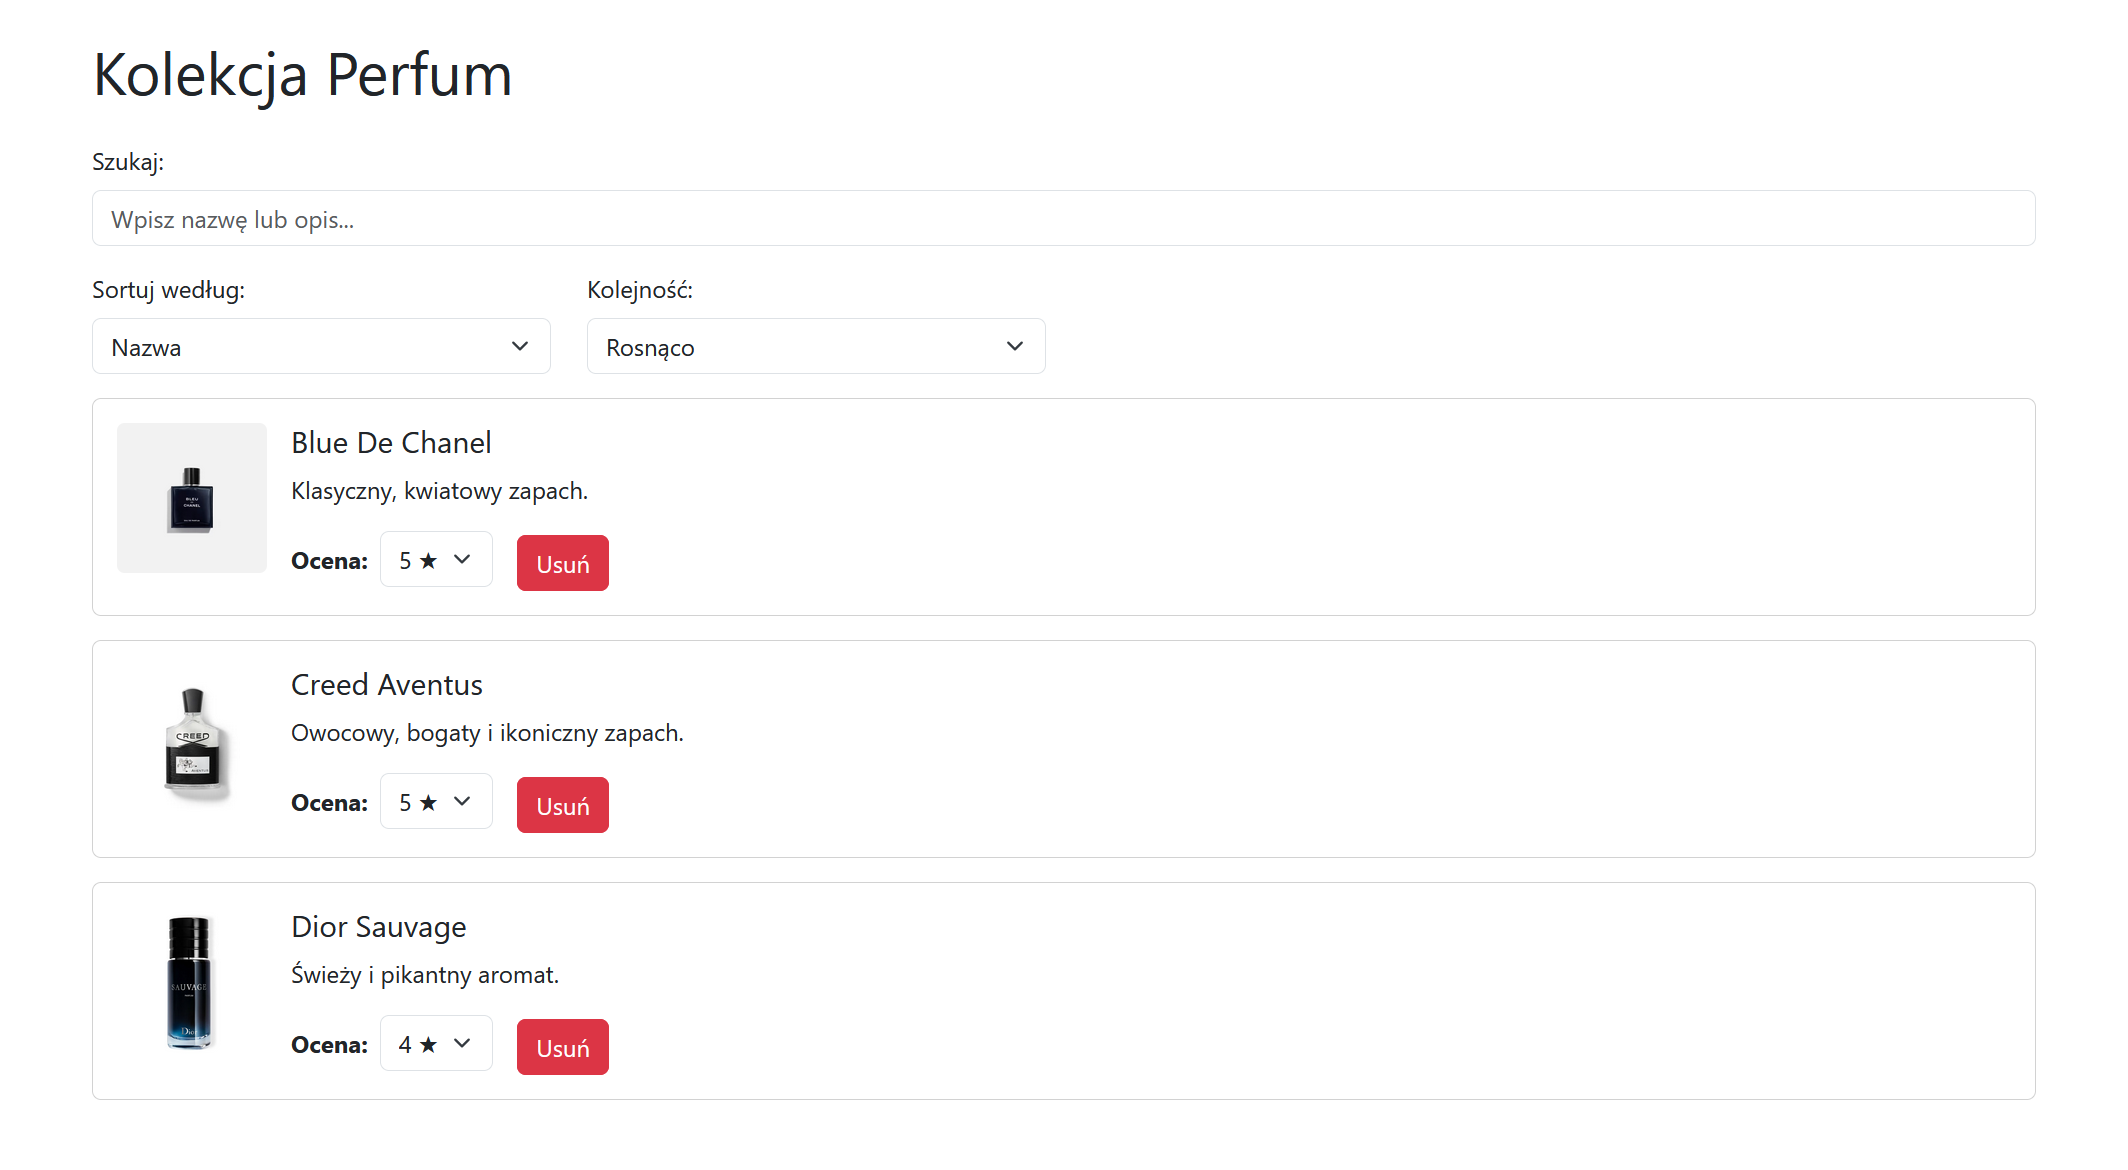 Kolekcja Perfum
Szukaj:
Wpisz nazwę lub opis...
Sortuj według: Kolejność:
Nazwa Rosnąco
Blue De Chanel
Klasyczny, kwiatowy zapach.
BLEU
CHANEL
Ocena: 5 ★ Usuń
Creed Aventus
Owocowy, bogaty i ikoniczny zapach.
CREED
AVENTUS
Ocena: 5 ★ Usuń
Dior Sauvage
Świeży i pikantny aromat.
SAUVAGE
Dior
Ocena: 4 ★ Usuń